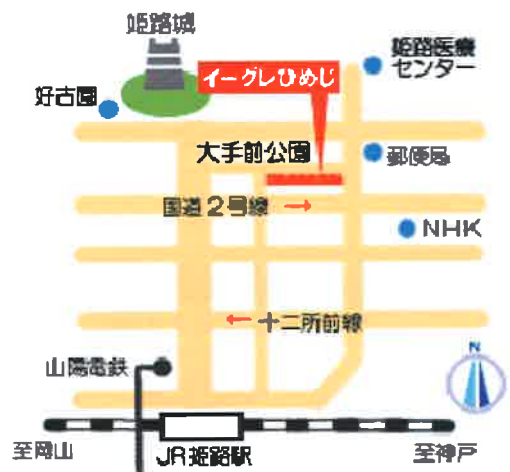 姫路城
姫路医療
センター
イーグレひめじ
好古園
大手前公園
郵便局
国道2号線
NHK
十二所前線
山陽電鉄
N
至岡山
JR姫路駅
至神戸